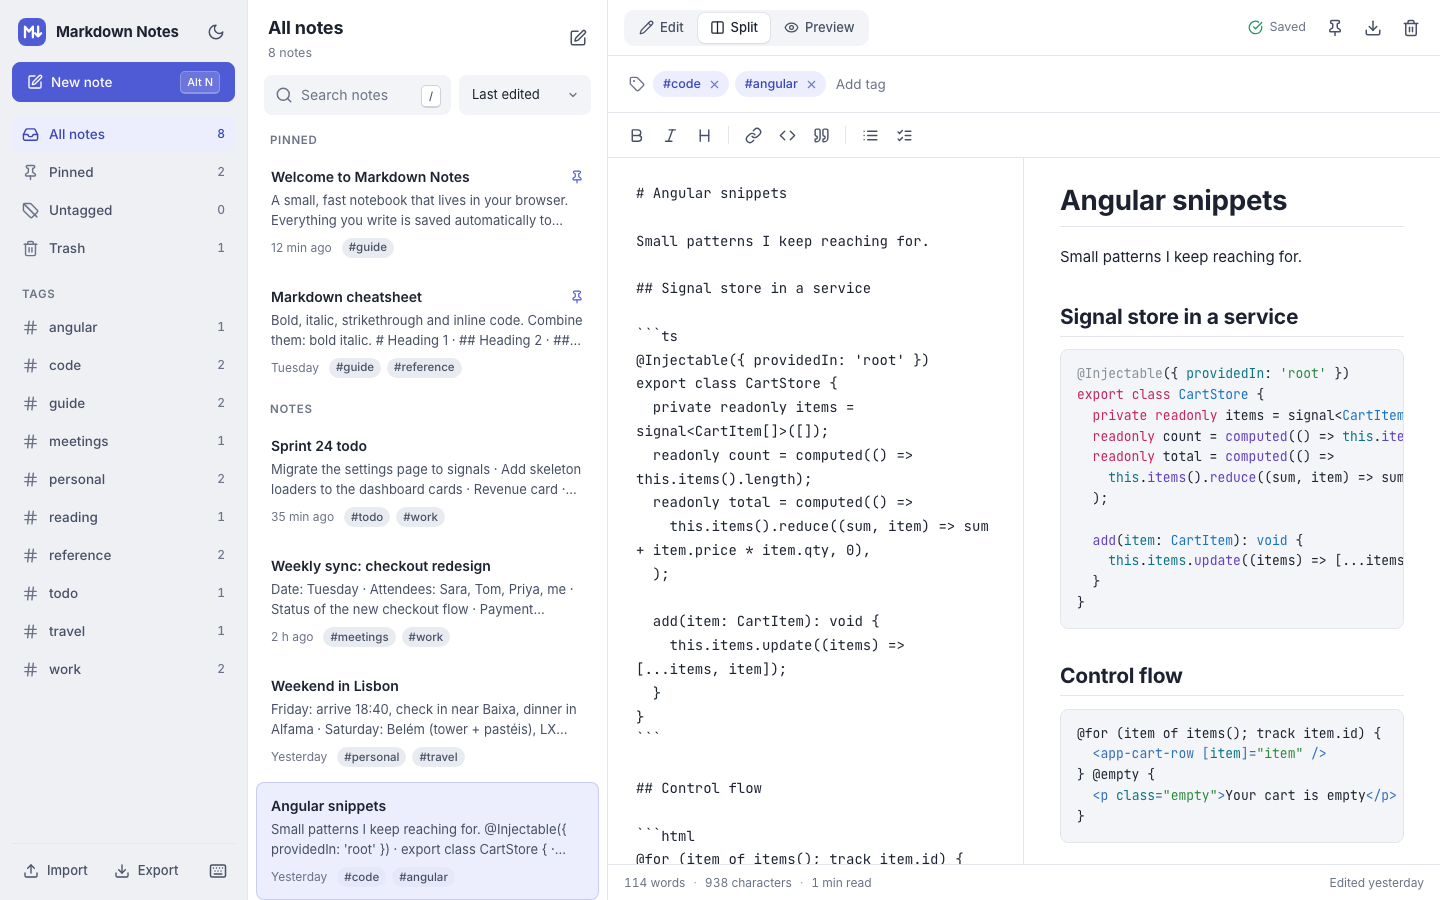 Markdown Notes
New note
Alt N
All notes 8
Pinned 2
Untagged 0
Trash 1
TAGS
angular 1
code 2
guide 2
meetings 1
personal 2
reading 1
reference 2
todo 1
travel 1
work 2
Import
Export
All notes
8 notes
Search notes /
Last edited
PINNED
Welcome to Markdown Notes
A small, fast notebook that lives in your browser.
Everything you write is saved automatically to...
12 min ago #guide
Markdown cheatsheet
Bold, italic, strikethrough and inline code. Combine
them: bold italic. # Heading 1 · ## Heading 2 · ##...
Tuesday #guide #reference
NOTES
Sprint 24 todo
Migrate the settings page to signals · Add skeleton
loaders to the dashboard cards · Revenue card ·...
35 min ago #todo #work
Weekly sync: checkout redesign
Date: Tuesday · Attendees: Sara, Tom, Priya, me ·
Status of the new checkout flow · Payment...
2 h ago #meetings #work
Weekend in Lisbon
Friday: arrive 18:40, check in near Baixa, dinner in
Alfama · Saturday: Belém (tower + pastéis), LX...
Yesterday #personal #travel
Angular snippets
Small patterns I keep reaching for. @Injectable({
providedIn: 'root' }) · export class CartStore { ·...
Yesterday #code #angular
Edit
Split
Preview
Saved
#code #angular Add tag
B I H
# Angular snippets
Small patterns I keep reaching for.
## Signal store in a service
```ts
@Injectable({ providedIn: 'root' })
export class CartStore {
private readonly items =
signal<CartItem[]>([]);
readonly count = computed(() =>
this.items().length);
readonly total = computed(() =>
this.items().reduce((sum, item) => sum
+ item.price * item.qty, 0),
);
add(item: CartItem): void {
this.items.update((items) =>
[...items, item]);
}
}
```
## Control flow
```html
@for (item of items(); track item.id) {
Angular snippets
Small patterns I keep reaching for.
Signal store in a service
@Injectable({ providedIn: 'root' })
export class CartStore {
private readonly items = signal<CartItem
readonly count = computed(() => this.ite
readonly total = computed(() =>
this.items().reduce((sum, item) => sum
);
add(item: CartItem): void {
this.items.update((items) => [...items
}
}
Control flow
@for (item of items(); track item.id) {
<app-cart-row [item]="item" />
} @empty {
<p class="empty">Your cart is empty</p>
}
114 words · 938 characters · 1 min read
Edited yesterday